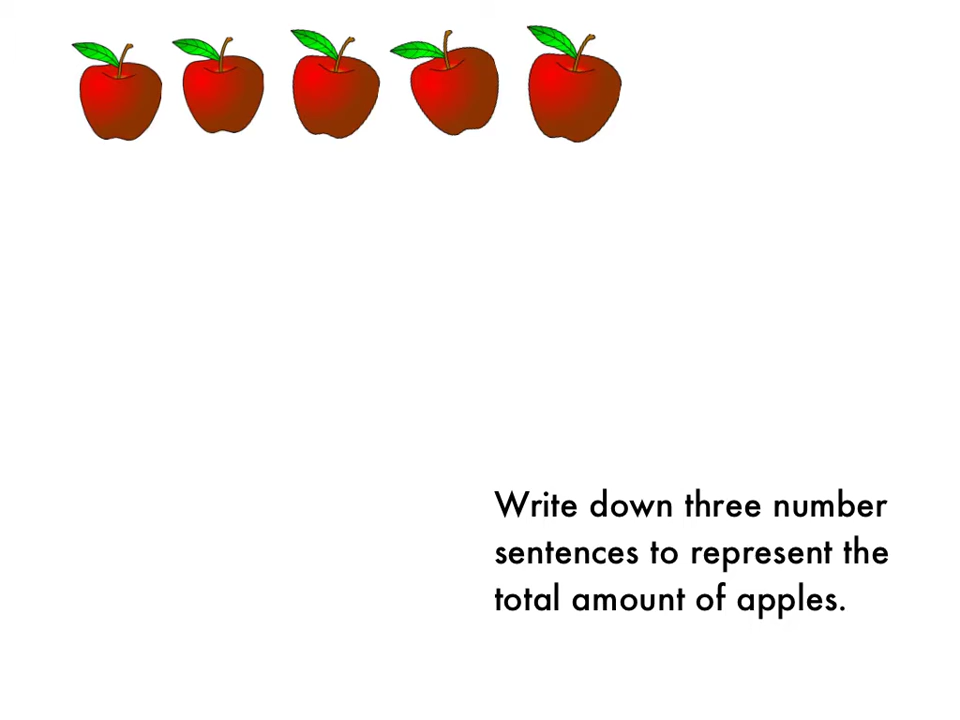 Write down three number
sentences to represent the
total amount of apples.